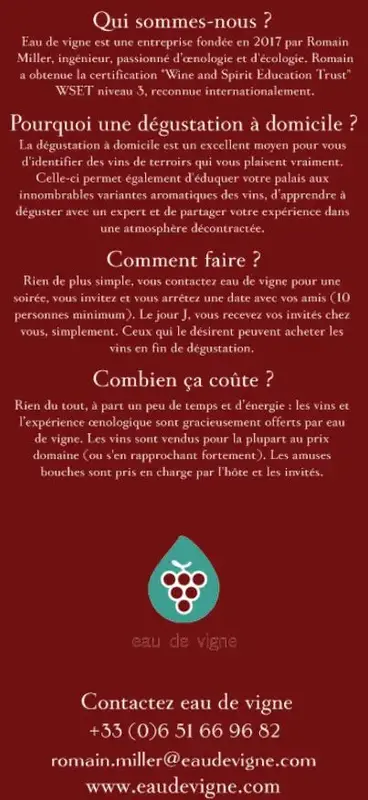 Qui sommes-nous ?
Eau de vigne est une entreprise fondée en 2017 par Romain
Miller, ingénieur, passionné d'œnologie et d'écologie. Romain
a obtenue la certification "Wine and Spirit Education Trust"
WSET niveau 3, reconnue internationalement.
Pourquoi une dégustation à domicile ?
La dégustation à domicile est un excellent moyen pour vous
d'identifier des vins de terroirs qui vous plaisent vraiment.
Celle-ci permet également d'éduquer votre palais aux
innombrables variantes aromatiques des vins, d'apprendre à
déguster avec un expert et de partager votre expérience dans
une atmosphère décontractée.
Comment faire ?
Rien de plus simple, vous contactez eau de vigne pour une
soirée, vous invitez et vous arrêtez une date avec vos amis (10
personnes minimum). Le jour J, vous recevez vos invités chez
vous, simplement. Ceux qui le désirent peuvent acheter les
vins en fin de dégustation.
Combien ça coûte ?
Rien du tout, à part un peu de temps et d'énergie : les vins et
l'expérience œnologique sont gracieusement offerts par eau
de vigne. Les vins sont vendus pour la plupart au prix
domaine (ou s'en rapprochant fortement). Les amuses
bouches sont pris en charge par l'hôte et les invités.
eau de vigne
Contactez eau de vigne
+33 (0)6 51 66 96 82
romain.miller@eaudevigne.com
www.eaudevigne.com